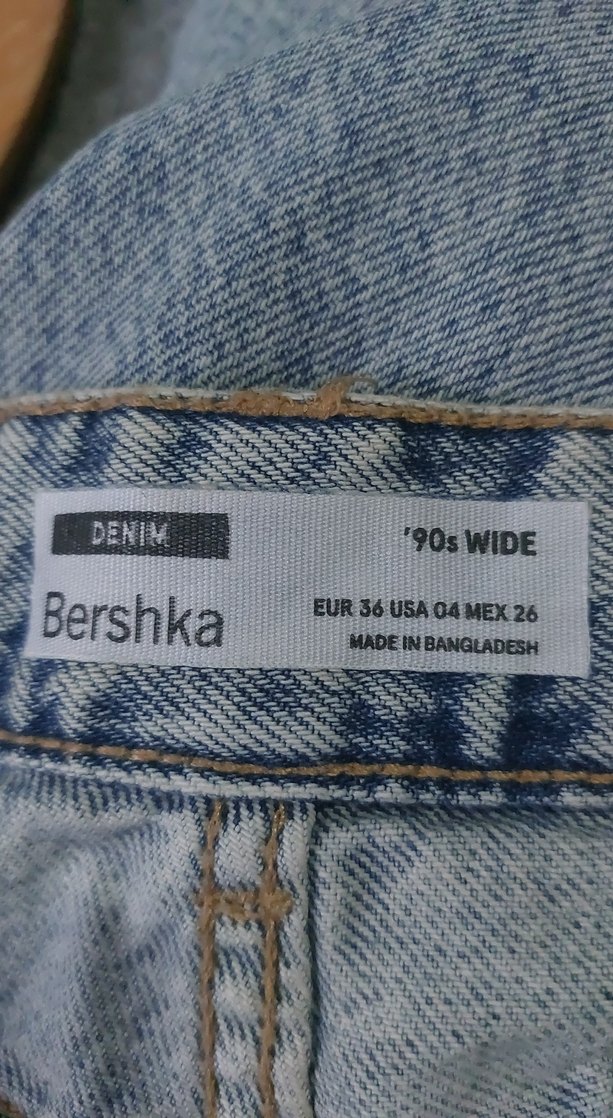 DENIM
'90s WIDE
Bershka
EUR 36 USA 04 MEX 26
MADE IN BANGLADESH